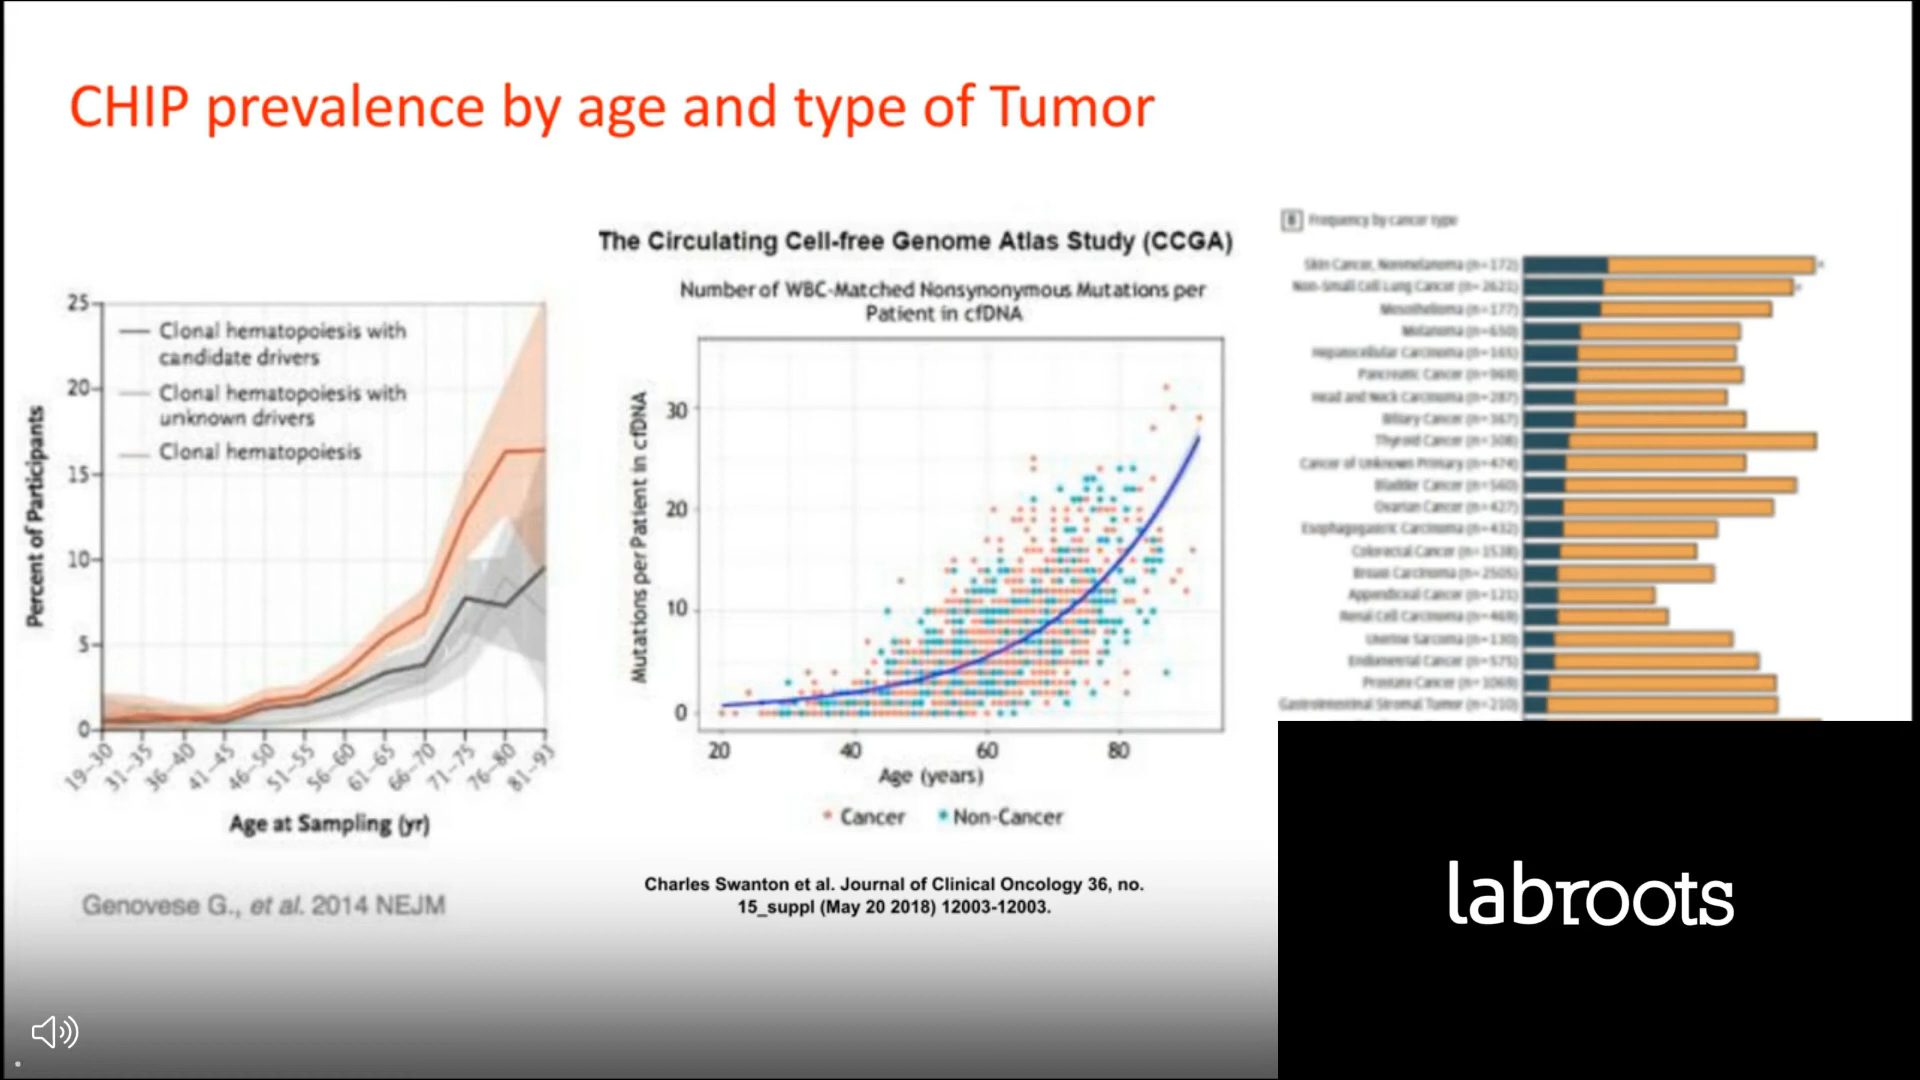 CHIP prevalence by age and type of Tumor
25
20
15
10
5
0
Percent of Participants
Clonal hematopoiesis with
candidate drivers
Clonal hematopoiesis with
unknown drivers
Clonal hematopoiesis
19–30
31–35
36–40
41–45
46–50
51–55
56–60
61–65
66–70
71–75
76–80
81–93
Age at Sampling (yr)
Genovese G., et al. 2014 NEJM
The Circulating Cell-free Genome Atlas Study (CCGA)
Number of WBC-Matched Nonsynonymous Mutations per
Patient in cfDNA
Mutations per Patient in cfDNA
30
20
10
0
20
40
60
80
Age (years)
Cancer
Non-Cancer
Charles Swanton et al. Journal of Clinical Oncology 36, no.
15_suppl (May 20 2018) 12003-12003.
B Frequency by cancer type
Skin Cancer, Nonmelanoma (n=172)
Non-Small Cell Lung Cancer (n=2621)
Mesothelioma (n=177)
Melanoma (n=650)
Hepatocellular Carcinoma (n=165)
Pancreatic Cancer (n=969)
Head and Neck Carcinoma (n=287)
Biliary Cancer (n=367)
Thyroid Cancer (n=308)
Cancer of Unknown Primary (n=474)
Bladder Cancer (n=560)
Ovarian Cancer (n=427)
Esophagogastric Carcinoma (n=432)
Colorectal Cancer (n=1538)
Breast Carcinoma (n=2505)
Appendiceal Cancer (n=121)
Renal Cell Carcinoma (n=469)
Uterine Sarcoma (n=130)
Endometrial Cancer (n=575)
Prostate Cancer (n=1069)
Gastrointestinal Stromal Tumor (n=210)
labroots